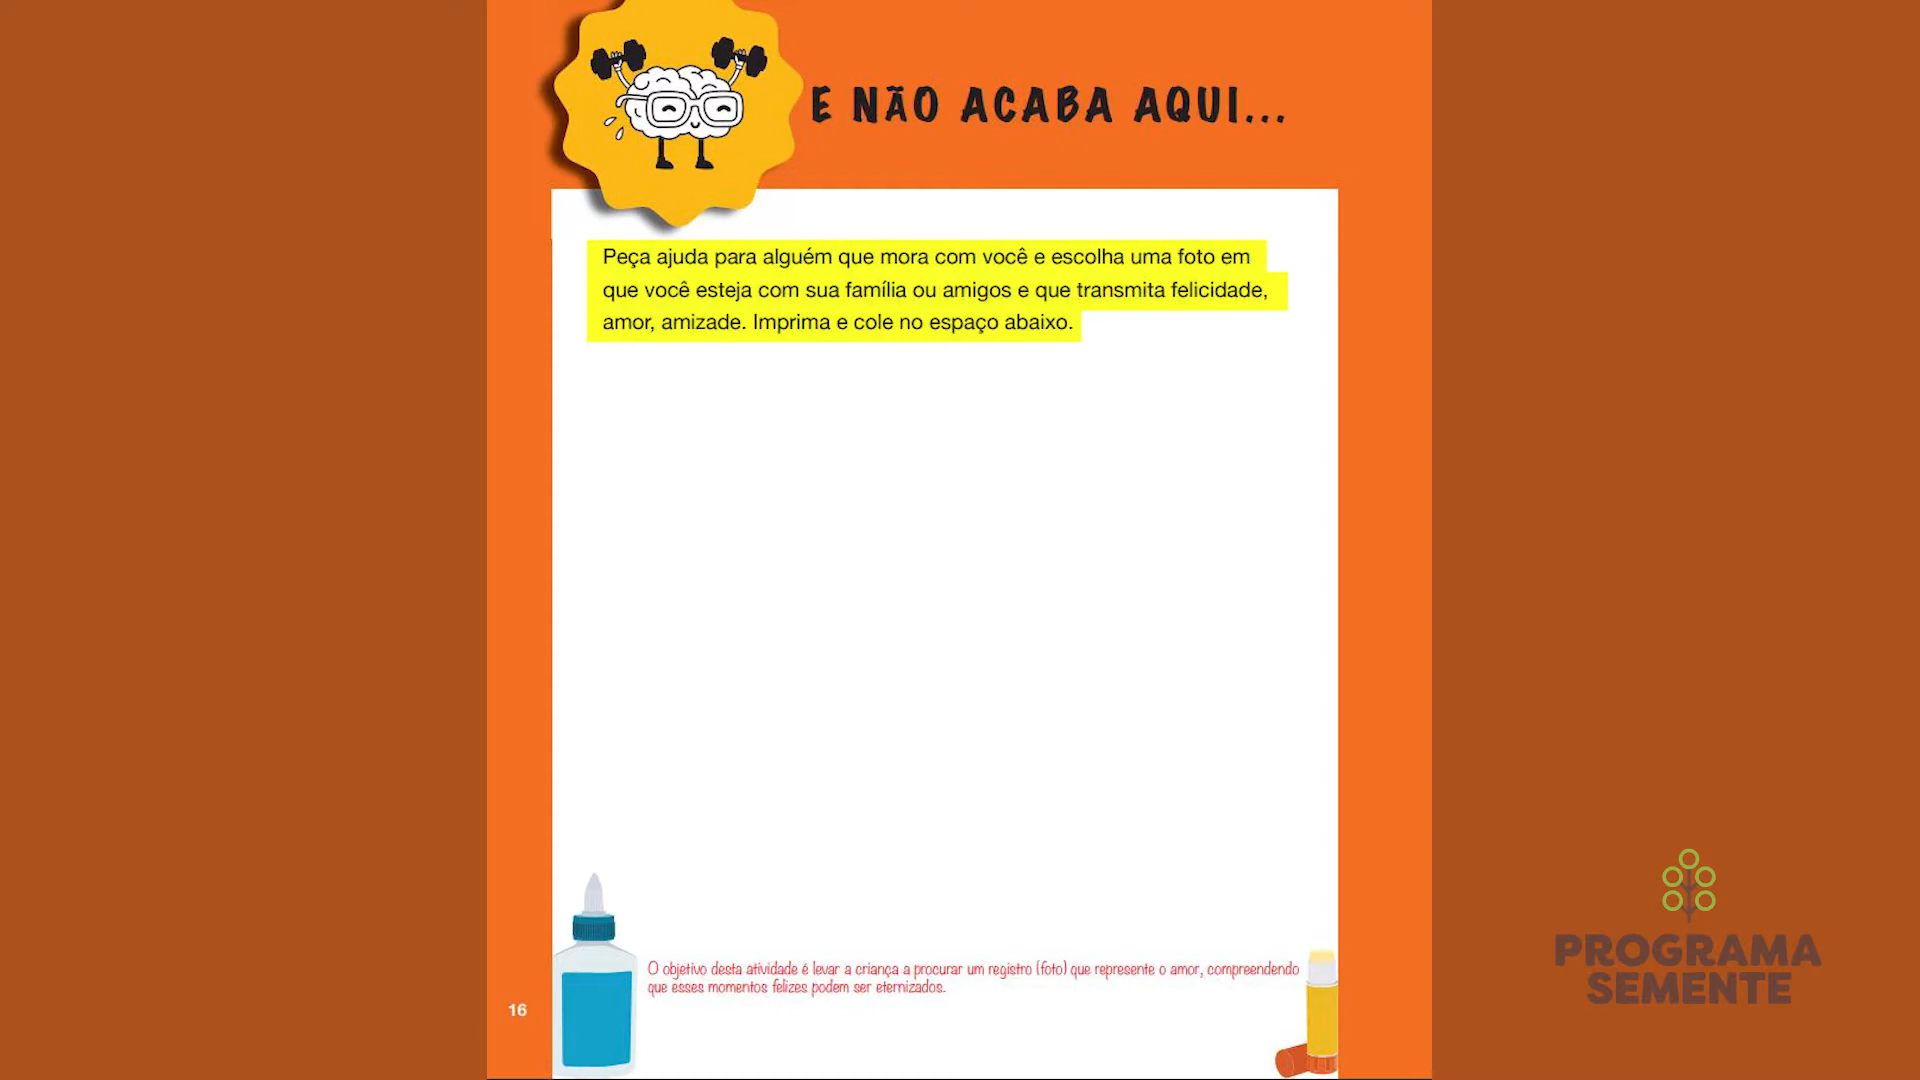 E NÃO ACABA AQUI...
Peça ajuda para alguém que mora com você e escolha uma foto em
que você esteja com sua família ou amigos e que transmita felicidade,
amor, amizade. Imprima e cole no espaço abaixo.
O objetivo desta atividade é levar a criança a procurar um registro (foto) que represente o amor, compreendendo
que esses momentos felizes podem ser eternizados.
16
PROGRAMA
SEMENTE